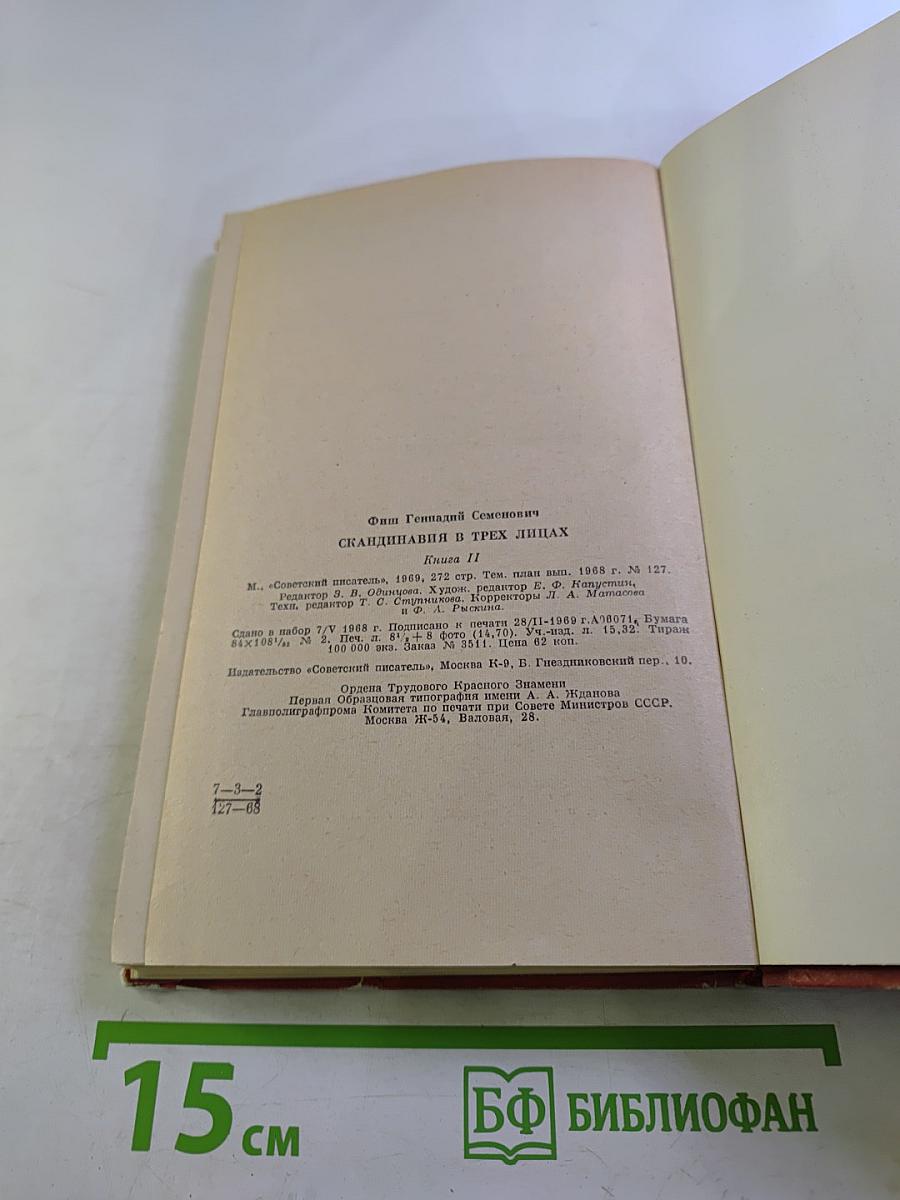 Фиш Геннадий Семенович
СКАНДИНАВИЯ В ТРЕХ ЛИЦАХ
Книга II
М., «Советский писатель», 1969, 272 стр. Тем. план вып. 1968 г. № 127.
Редактор З. В. Одинцова. Худож. редактор Е. Ф. Капустин,
Техн. редактор Т. С. Ступникова. Корректоры Л. А. Матасова
и Ф. А. Рыскина.
Сдано в набор 7/V 1968 г. Подписано к печати 28/II-1969 г. А06071. Бумага
84×108¹/₃₂ № 2. Печ. л. 8¹/₂ + 8 фото (14,70). Уч.-изд. л. 15,32. Тираж
100 000 экз. Заказ № 3511. Цена 62 коп.
Издательство «Советский писатель», Москва К-9, Б. Гнездниковский пер., 10.
Ордена Трудового Красного Знамени
Первая Образцовая типография имени А. А. Жданова
Главполиграфпрома Комитета по печати при Совете Министров СССР.
Москва Ж-54, Валовая, 28.
7—3—2
127—68
15 см
БФ БИБЛИОФАН